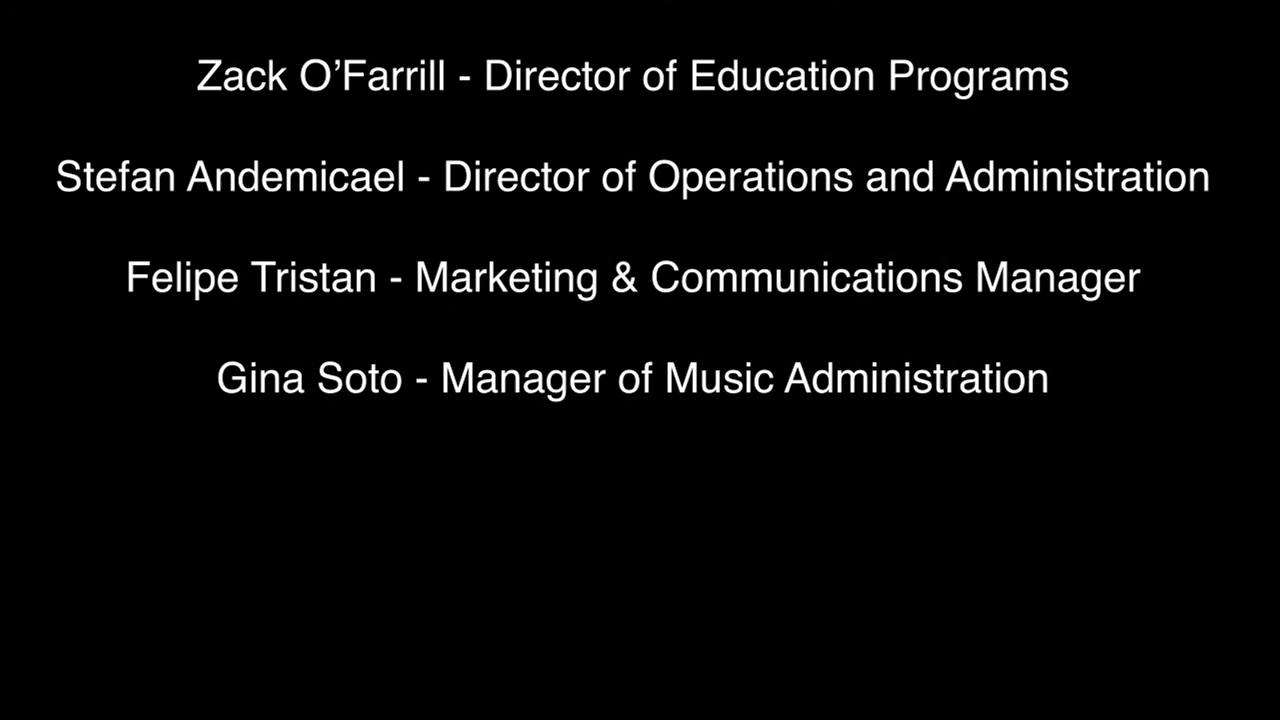 Zack O’Farrill - Director of Education Programs
Stefan Andemicael - Director of Operations and Administration
Felipe Tristan - Marketing & Communications Manager
Gina Soto - Manager of Music Administration